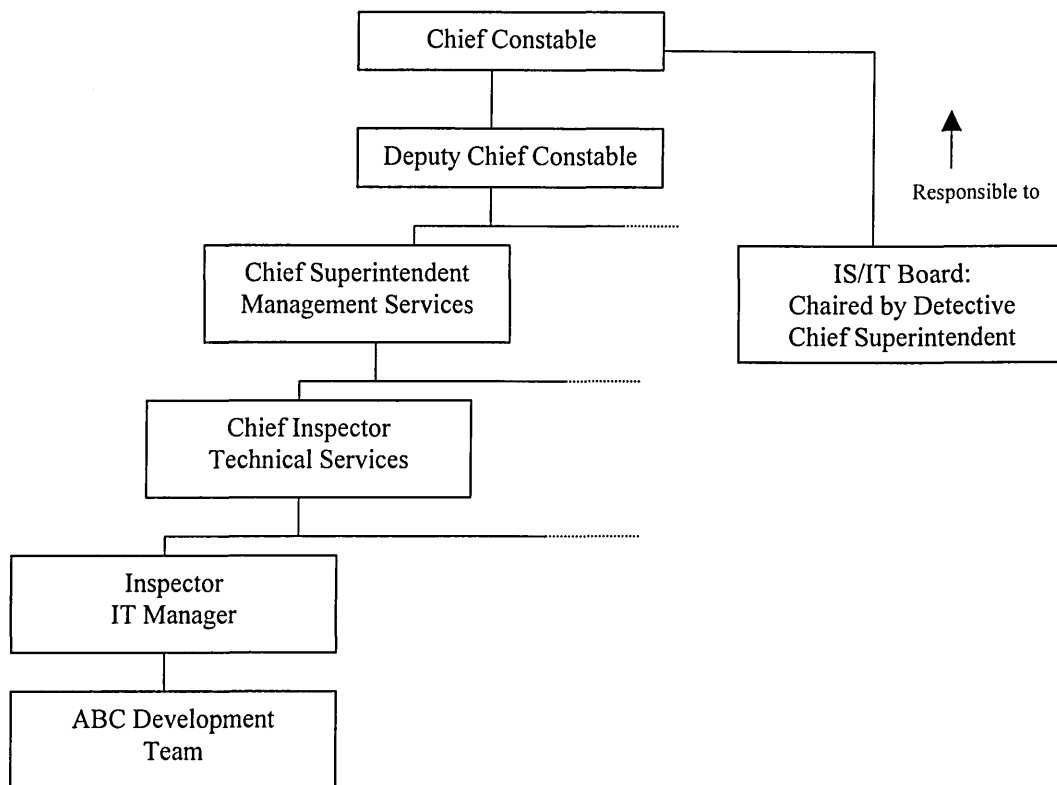 Chief Constable
Deputy Chief Constable
Responsible to
Chief Superintendent
Management Services
IS/IT Board:
Chaired by Detective
Chief Superintendent
Chief Inspector
Technical Services
Inspector
IT Manager
ABC Development
Team